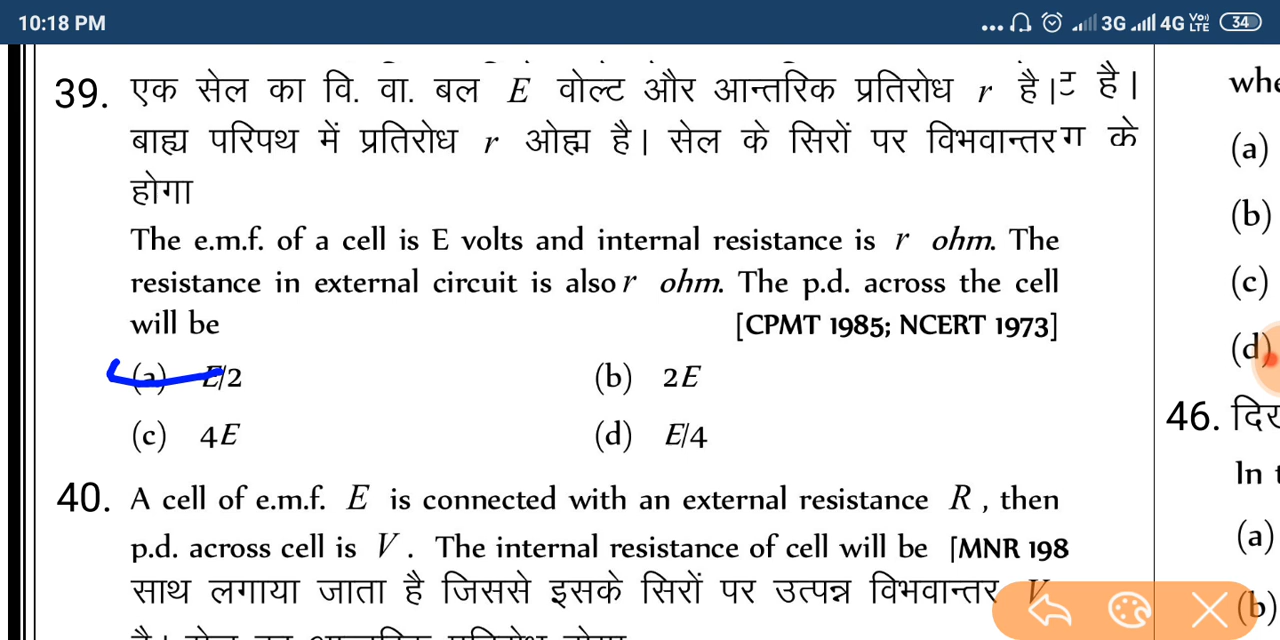 10:18 PM
... 3G 4G VoLTE 34
39. एक सेल का वि. वा. बल E वोल्ट और आन्तरिक प्रतिरोध r है। है।
बाह्य परिपथ में प्रतिरोध r ओह्म है। सेल के सिरों पर विभवान्तर के
होगा
The e.m.f. of a cell is E volts and internal resistance is r ohm. The
resistance in external circuit is also r ohm. The p.d. across the cell
will be [CPMT 1985; NCERT 1973]
(a) E/2 (b) 2E
(c) 4E (d) E/4
40. A cell of e.m.f. E is connected with an external resistance R, then
p.d. across cell is V. The internal resistance of cell will be [MNR 198
साथ लगाया जाता है जिससे इसके सिरों पर उत्पन्न विभवान्तर V
(a)
(b)
(c)
(d)
46.
In
(a)
(b)